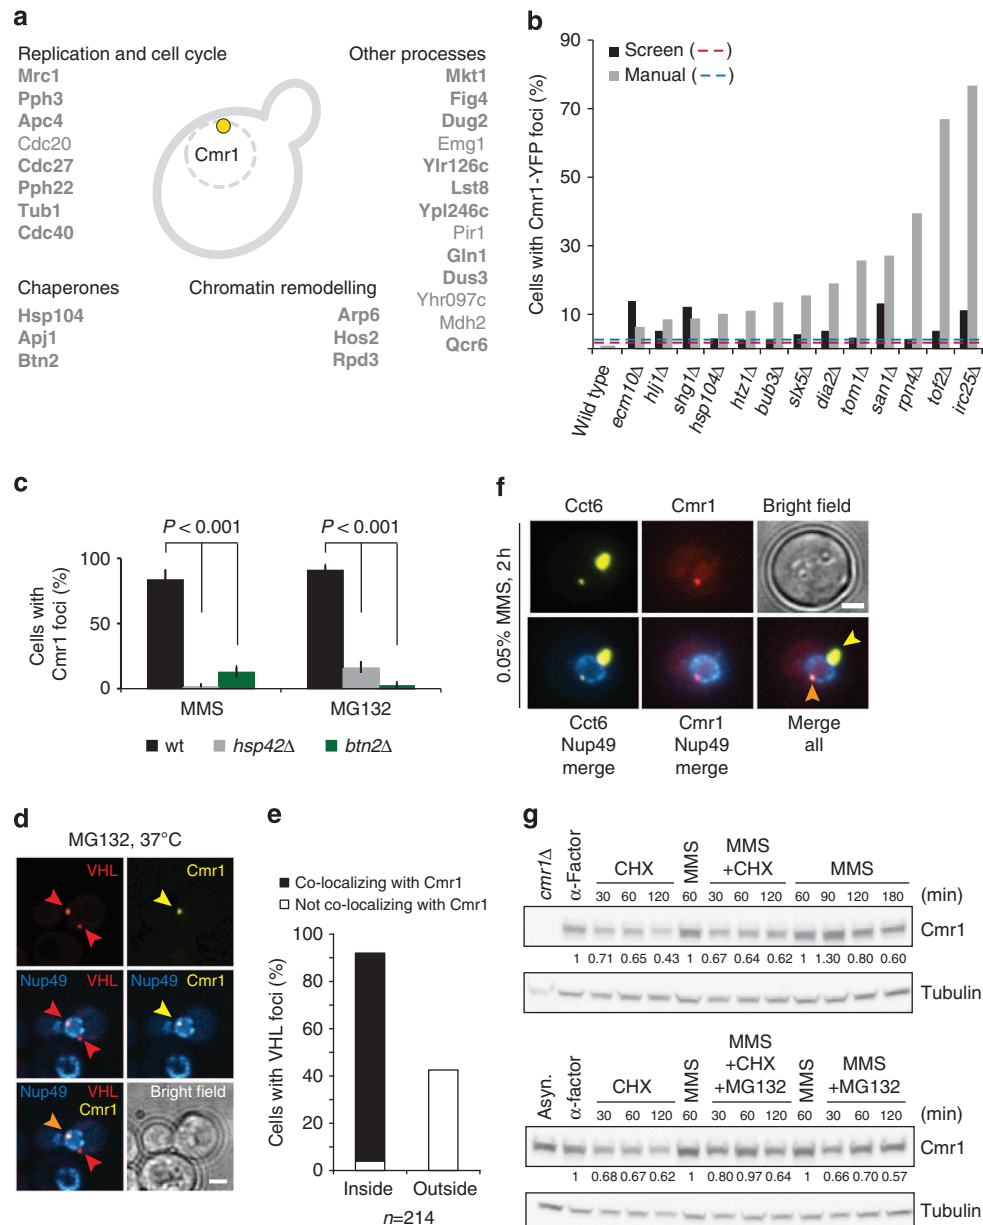 a
Replication and cell cycle
Mrc1
Pph3
Apc4
Cdc20
Cdc27
Pph22
Tub1
Cdc40
Cmr1
Other processes
Mkt1
Fig4
Dug2
Emg1
Ylr126c
Lst8
Ypl246c
Pir1
Gln1
Dus3
Yhr097c
Mdh2
Qcr6
Chaperones
Hsp104
Apj1
Btn2
Chromatin remodelling
Arp6
Hos2
Rpd3
b
Cells with Cmr1-YFP foci (%)
90
70
50
30
10
Screen (– –)
Manual (– –)
Wild type
ecm10Δ
hlj1Δ
shg1Δ
hsp104Δ
htz1Δ
bub3Δ
slx5Δ
dia2Δ
tom1Δ
san1Δ
rpn4Δ
tof2Δ
irc25Δ
c
P < 0.001 P < 0.001
Cells with
Cmr1 foci (%)
100
50
0
MMS MG132
wt hsp42Δ btn2Δ
d
MG132, 37°C
VHL Cmr1
Nup49 VHL Nup49 Cmr1
Nup49 VHL
Cmr1
Bright field
e
Co-localizing with Cmr1
Not co-localizing with Cmr1
Cells with VHL foci (%)
100
80
60
40
20
0
Inside Outside
n=214
f
Cct6 Cmr1 Bright field
0.05% MMS, 2 h
Cct6
Nup49
merge
Cmr1
Nup49
merge
Merge
all
g
cmr1Δ α-Factor CHX MMS MMS
+CHX MMS
30 60 120 60 30 60 120 60 90 120 180 (min)
Cmr1
1 0.71 0.65 0.43 1 0.67 0.64 0.62 1 1.30 0.80 0.60
Tubulin
Asyn. α-factor CHX MMS MMS
+CHX
+MG132 MMS MMS
+MG132
30 60 120 60 30 60 120 60 30 60 120 (min)
Cmr1
1 0.68 0.67 0.62 1 0.80 0.97 0.64 1 0.66 0.70 0.57
Tubulin